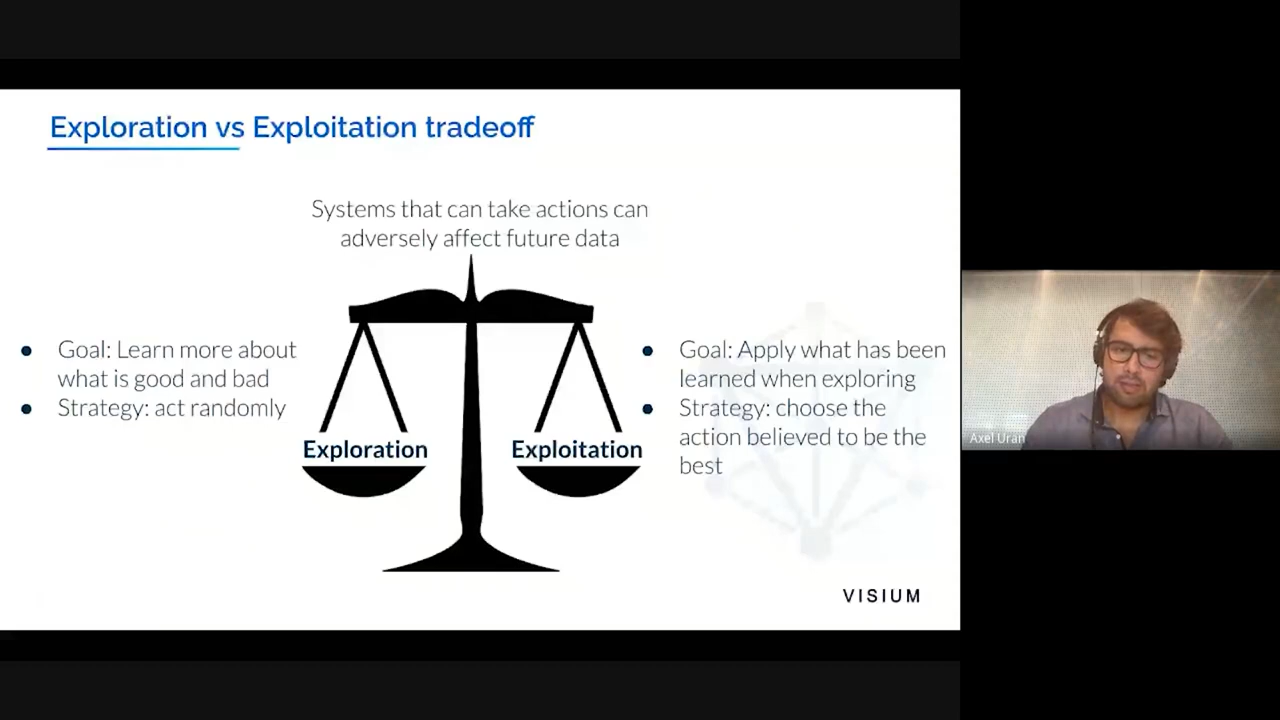 Exploration vs Exploitation tradeoff
Systems that can take actions can
adversely affect future data
Goal: Learn more about
what is good and bad
Strategy: act randomly
Exploration
Exploitation
Goal: Apply what has been
learned when exploring
Strategy: choose the
action believed to be the
best
VISIUM
Axel Uran